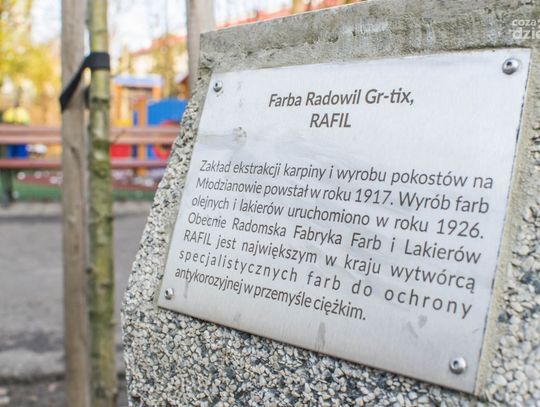 coza
dzie
Farba Radowil Gr-tix,
RAFIL
Zakład ekstrakcji karpiny i wyrobu pokostów na
Młodzianowie powstał w roku 1917. Wyrób farb
olejnych i lakierów uruchomiono w roku 1926.
Obecnie Radomska Fabryka Farb i Lakierów
RAFIL jest największym w kraju wytwórcą
specjalistycznych farb do ochrony
antykorozyjnej w przemyśle ciężkim.